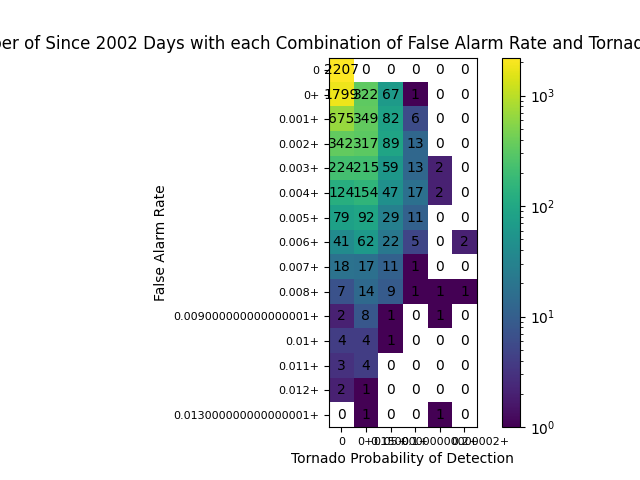 ber of Since 2002 Days with each Combination of False Alarm Rate and Tornad
0 2207 0 0 0 0 0
0+ 1799 322 67 1 0 0
0.001+ 675 349 82 6 0 0
0.002+ 342 317 89 13 0 0
0.003+ 224 215 59 13 2 0
0.004+ 124 154 47 17 2 0
0.005+ 79 92 29 11 0 0
0.006+ 41 62 22 5 0 2
0.007+ 18 17 11 1 0 0
0.008+ 7 14 9 1 1 1
0.009000000000000001+ 2 8 1 0 1 0
0.01+ 4 4 1 0 0 0
0.011+ 3 4 0 0 0 0
0.012+ 2 1 0 0 0 0
0.013000000000000001+ 0 1 0 0 1 0
0 0+
Tornado Probability of Detection
False Alarm Rate
10³
10²
10¹
10⁰